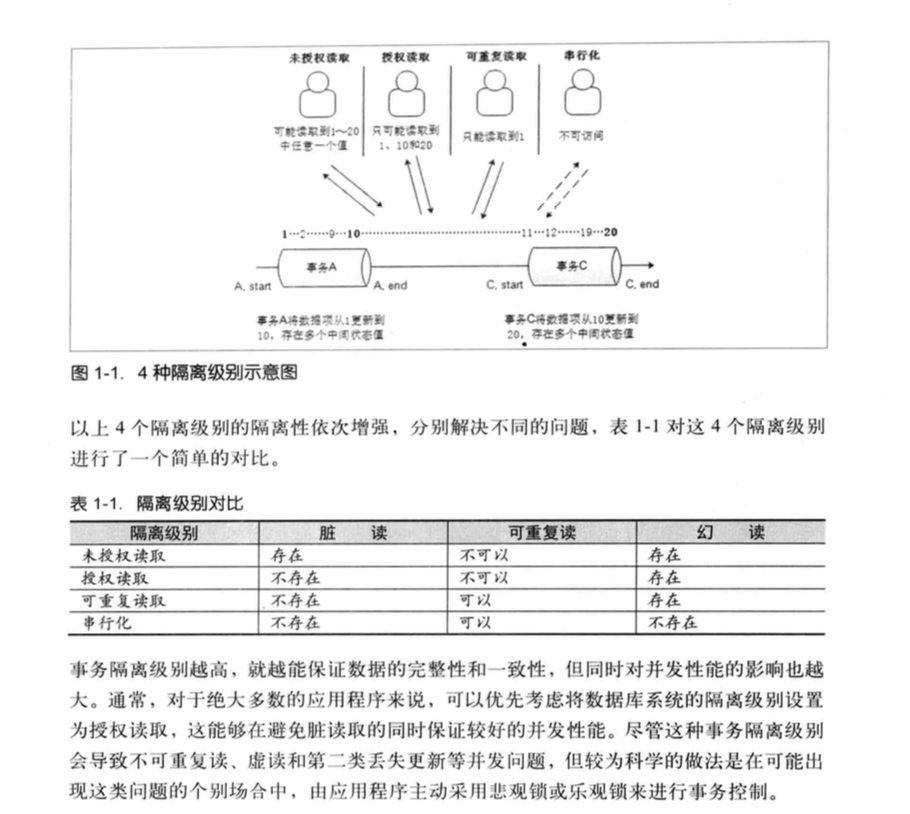 未授权读取 授权读取 可重复读取 串行化
可能读取到1～20 只可能读取到 只能读取到1 不可访问
中任意一个值 1、10和20
1…2……9…10……………………………11…12……19…20
事务A 事务C
A, start A, end C, start C, end
事务A将数据项从1更新到 事务C将数据项从10更新到
10，存在多个中间状态值 20，存在多个中间状态值
图 1-1. 4 种隔离级别示意图
以上 4 个隔离级别的隔离性依次增强，分别解决不同的问题，表 1-1 对这 4 个隔离级别
进行了一个简单的对比。
表 1-1. 隔离级别对比
隔离级别 脏 读 可重复读 幻 读
未授权读取 存在 不可以 存在
授权读取 不存在 不可以 存在
可重复读取 不存在 可以 存在
串行化 不存在 可以 不存在
事务隔离级别越高，就越能保证数据的完整性和一致性，但同时对并发性能的影响也越
大。通常，对于绝大多数的应用程序来说，可以优先考虑将数据库系统的隔离级别设置
为授权读取，这能够在避免脏读取的同时保证较好的并发性能。尽管这种事务隔离级别
会导致不可重复读、虚读和第二类丢失更新等并发问题，但较为科学的做法是在可能出
现这类问题的个别场合中，由应用程序主动采用悲观锁或乐观锁来进行事务控制。